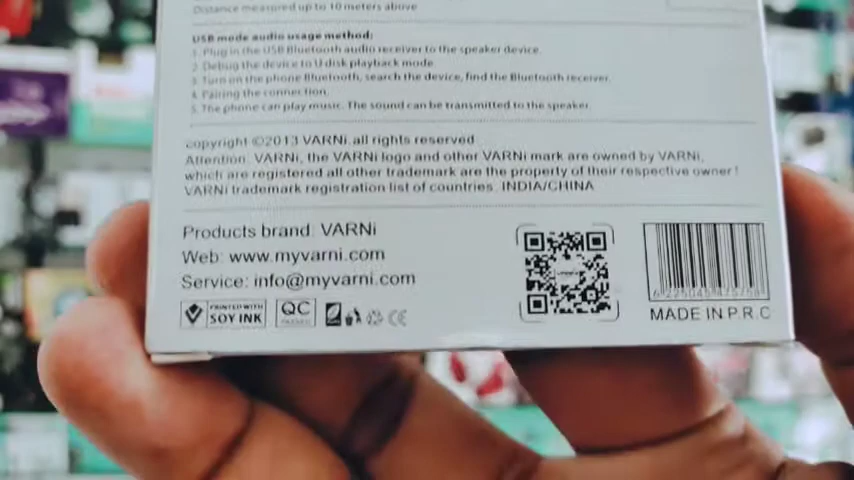 Distance measured up to 10 meters above
USB mode audio usage method:
1. Plug in the USB Bluetooth audio receiver to the speaker device.
2. Debug the device to U disk playback mode.
3. Turn on the phone Bluetooth, search the device, find the Bluetooth receiver.
4. Pairing the connection.
5. The phone can play music. The sound can be transmitted to the speaker.
copyright ©2013 VARNi. all rights reserved
Attention: VARNi, the VARNi logo and other VARNi mark are owned by VARNi,
which are registered all other trademark are the property of their respective owner!
VARNi trademark registration list of countries: INDIA/CHINA
Products brand: VARNi
Web: www.myvarni.com
Service: info@myvarni.com
PRINTED WITH
SOY INK
QC
PASSED
CE
MADE IN P.R.C